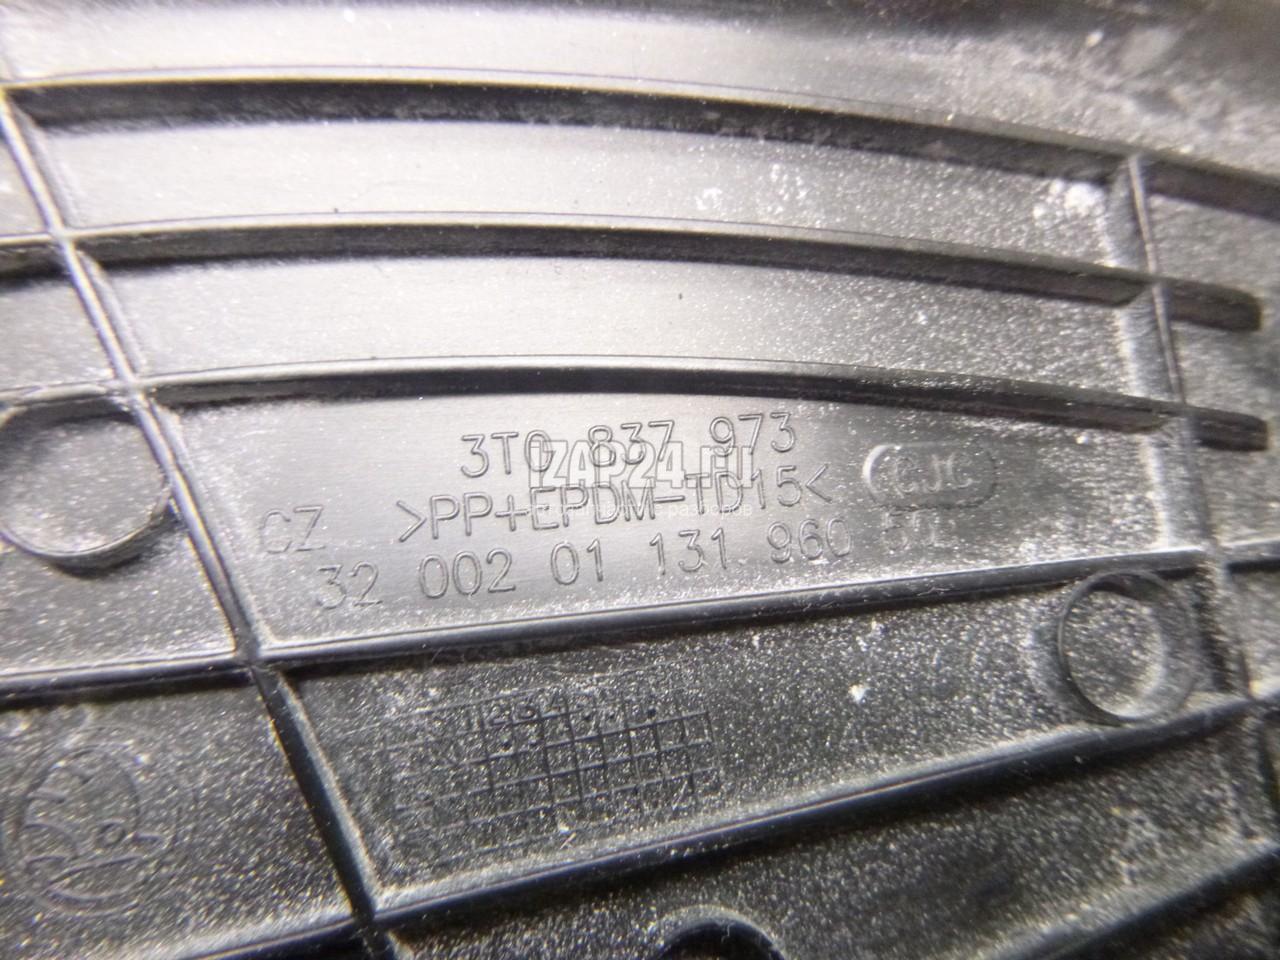 3T0 837 973
IZAP24.ru
CZ >PP+EPDM-TD15<
32 002 01 131 960